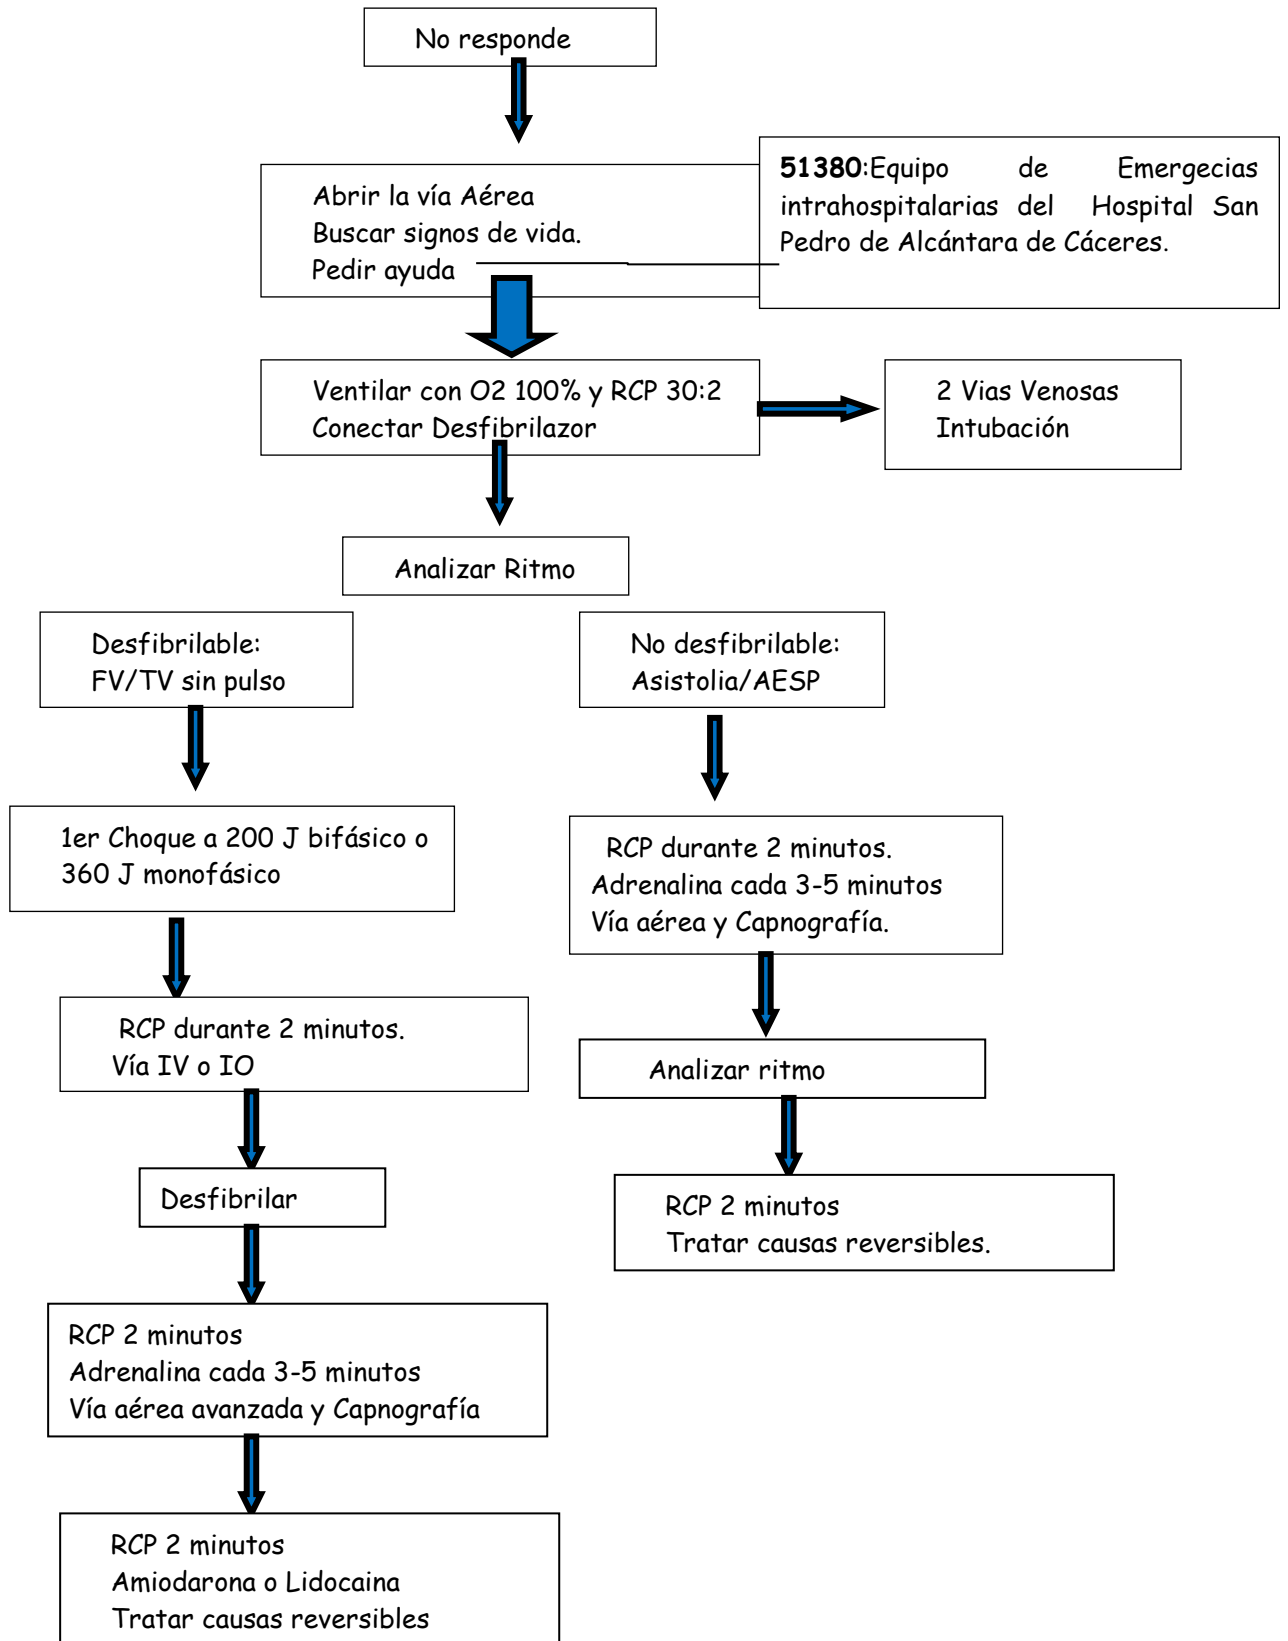 No responde
Abrir la vía Aérea
Buscar signos de vida.
Pedir ayuda
51380:Equipo de Emergecias
intrahospitalarias del Hospital San
Pedro de Alcántara de Cáceres.
Ventilar con O2 100% y RCP 30:2
Conectar Desfibrilazor
2 Vias Venosas
Intubación
Analizar Ritmo
Desfibrilable:
FV/TV sin pulso
No desfibrilable:
Asistolia/AESP
1er Choque a 200 J bifásico o
360 J monofásico
RCP durante 2 minutos.
Adrenalina cada 3-5 minutos
Vía aérea y Capnografía.
RCP durante 2 minutos.
Vía IV o IO
Analizar ritmo
Desfibrilar
RCP 2 minutos
Tratar causas reversibles.
RCP 2 minutos
Adrenalina cada 3-5 minutos
Vía aérea avanzada y Capnografía
RCP 2 minutos
Amiodarona o Lidocaina
Tratar causas reversibles